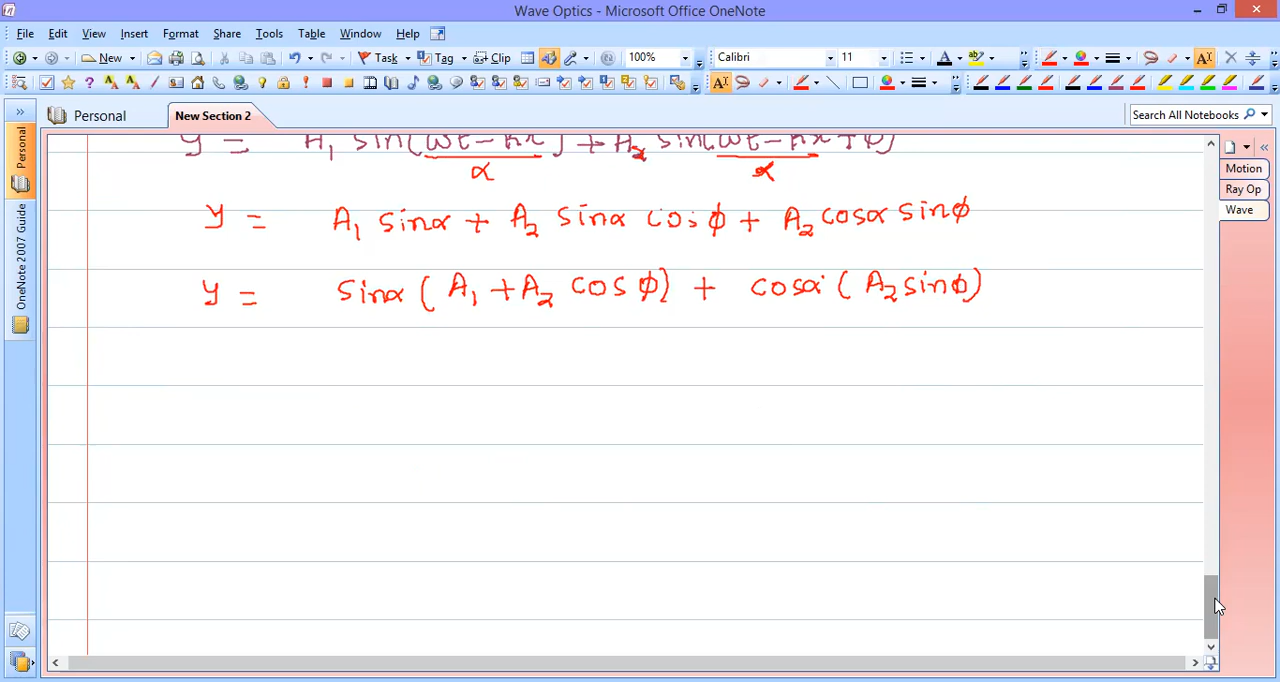 Wave Optics - Microsoft Office OneNote
File Edit View Insert Format Share Tools Table Window Help
New Task Tag Clip 100% Calibri 11
Personal New Section 2 Search All Notebooks
Personal
OneNote 2007 Guide
Motion
Ray Op
Wave
y = A₁ sin(ωt - kx) + A₂ sin(ωt - kx + φ)
α α
y = A₁ sinα + A₂ sinα cos φ + A₂ cosα sinφ
y = sinα ( A₁ + A₂ cos φ) + cosα ( A₂ sinφ)